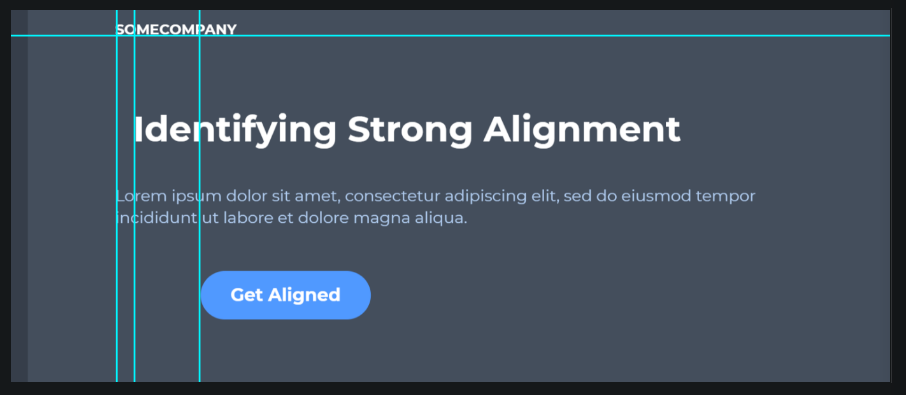 SOMECOMPANY
Identifying Strong Alignment
Lorem ipsum dolor sit amet, consectetur adipiscing elit, sed do eiusmod tempor
incididunt ut labore et dolore magna aliqua.
Get Aligned